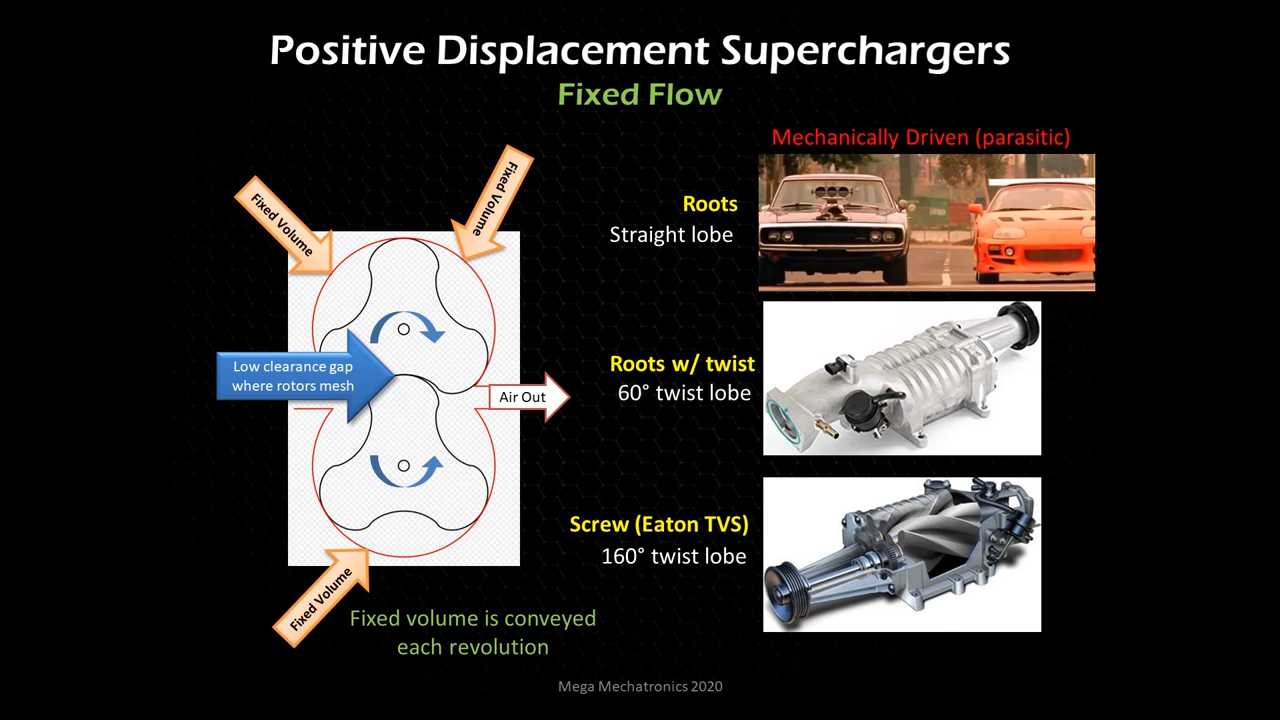 Positive Displacement Superchargers
Fixed Flow
Mechanically Driven (parasitic)
Fixed Volume
Fixed Volume
Roots
Straight lobe
Low clearance gap
where rotors mesh
Air Out
Roots w/ twist
60° twist lobe
Screw (Eaton TVS)
160° twist lobe
Fixed Volume
Fixed volume is conveyed
each revolution
Mega Mechatronics 2020